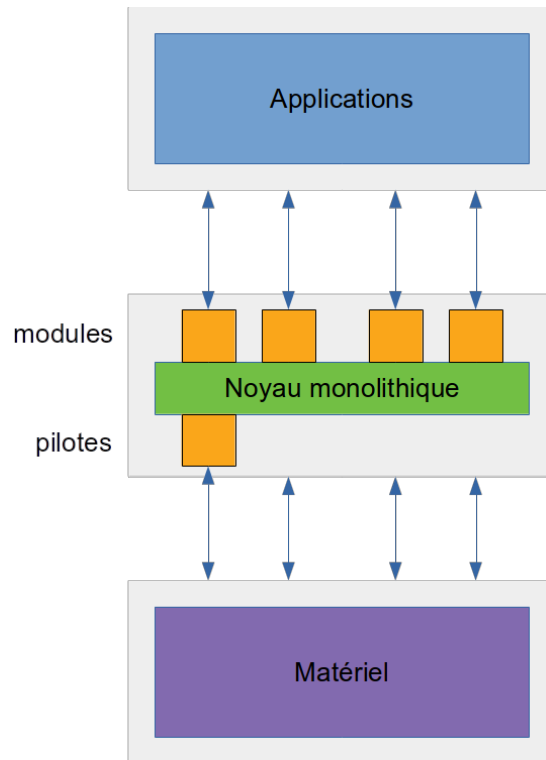 Applications
modules
Noyau monolithique
pilotes
Matériel